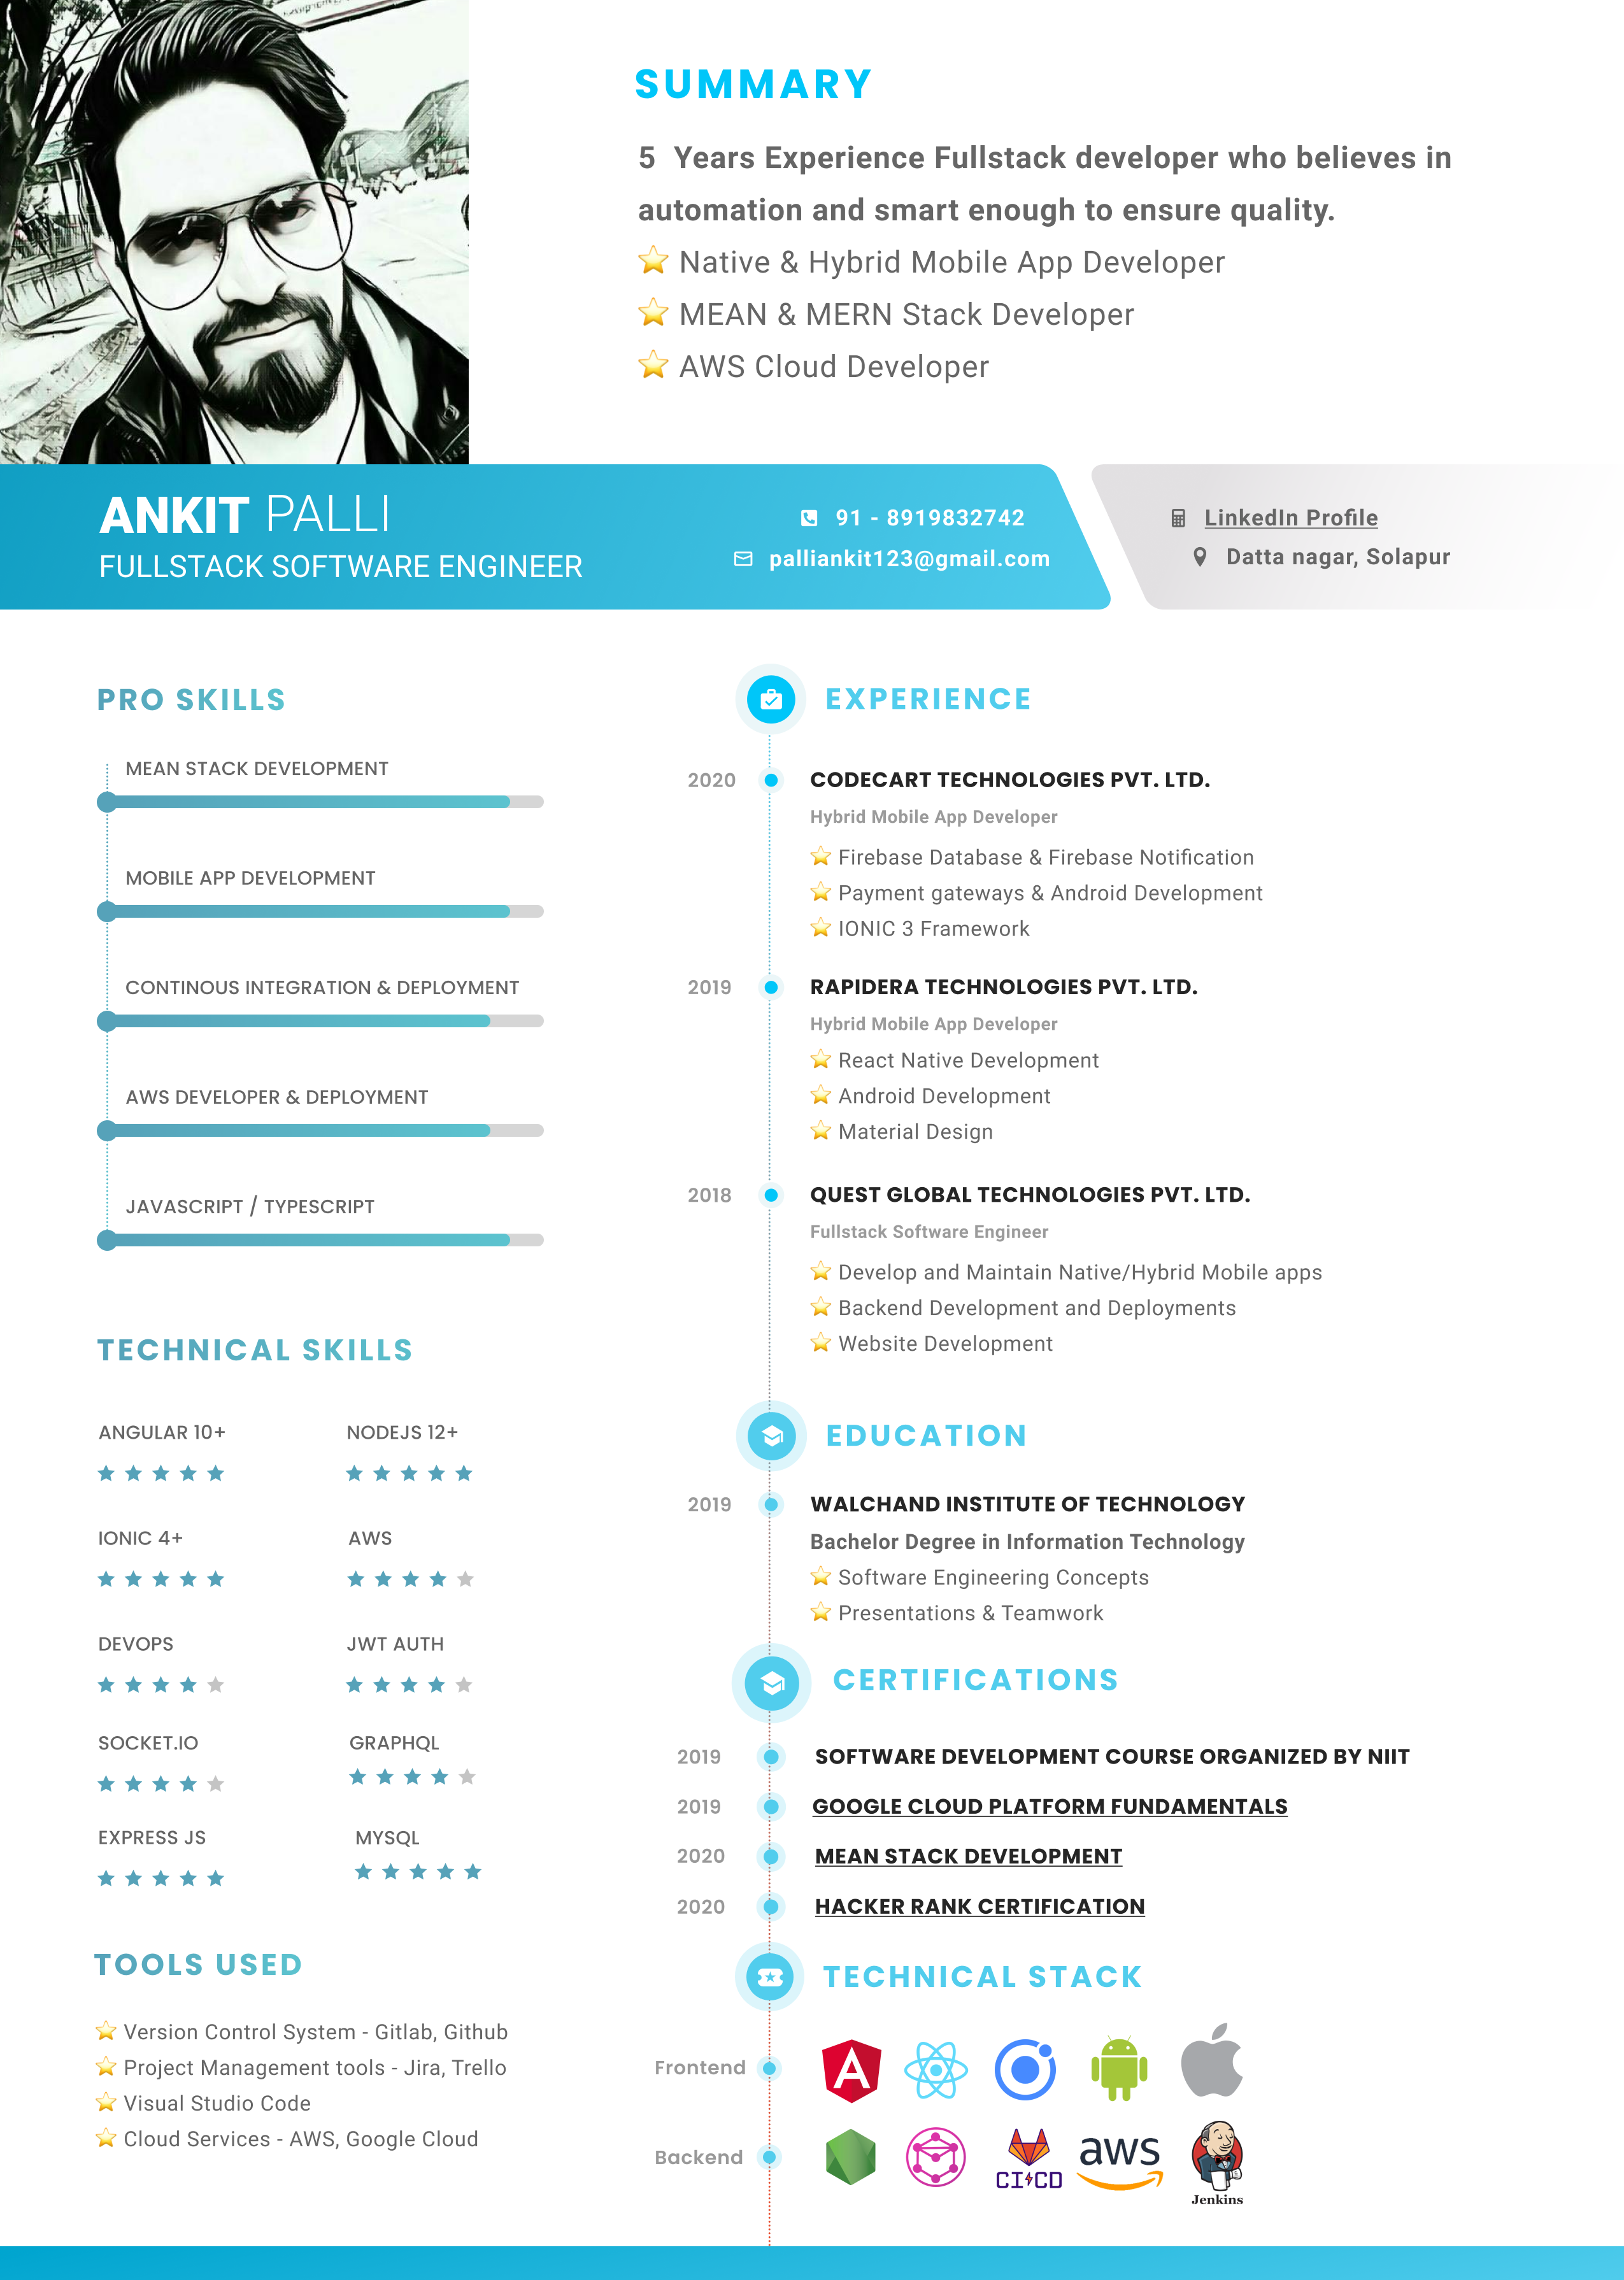 SUMMARY
5 Years Experience Fullstack developer who believes in
automation and smart enough to ensure quality.
Native & Hybrid Mobile App Developer
MEAN & MERN Stack Developer
AWS Cloud Developer
ANKIT PALLI
FULLSTACK SOFTWARE ENGINEER
91 - 8919832742
palliankit123@gmail.com
LinkedIn Profile
Datta nagar, Solapur
PRO SKILLS
MEAN STACK DEVELOPMENT
MOBILE APP DEVELOPMENT
CONTINOUS INTEGRATION & DEPLOYMENT
AWS DEVELOPER & DEPLOYMENT
JAVASCRIPT / TYPESCRIPT
TECHNICAL SKILLS
ANGULAR 10+
NODEJS 12+
IONIC 4+
AWS
DEVOPS
JWT AUTH
SOCKET.IO
GRAPHQL
EXPRESS JS
MYSQL
TOOLS USED
Version Control System - Gitlab, Github
Project Management tools - Jira, Trello
Visual Studio Code
Cloud Services - AWS, Google Cloud
EXPERIENCE
2020 CODECART TECHNOLOGIES PVT. LTD.
Hybrid Mobile App Developer
Firebase Database & Firebase Notification
Payment gateways & Android Development
IONIC 3 Framework
2019 RAPIDERA TECHNOLOGIES PVT. LTD.
Hybrid Mobile App Developer
React Native Development
Android Development
Material Design
2018 QUEST GLOBAL TECHNOLOGIES PVT. LTD.
Fullstack Software Engineer
Develop and Maintain Native/Hybrid Mobile apps
Backend Development and Deployments
Website Development
EDUCATION
2019 WALCHAND INSTITUTE OF TECHNOLOGY
Bachelor Degree in Information Technology
Software Engineering Concepts
Presentations & Teamwork
CERTIFICATIONS
2019 SOFTWARE DEVELOPMENT COURSE ORGANIZED BY NIIT
2019 GOOGLE CLOUD PLATFORM FUNDAMENTALS
2020 MEAN STACK DEVELOPMENT
2020 HACKER RANK CERTIFICATION
TECHNICAL STACK
Frontend
A
Backend
CI CD
aws
Jenkins